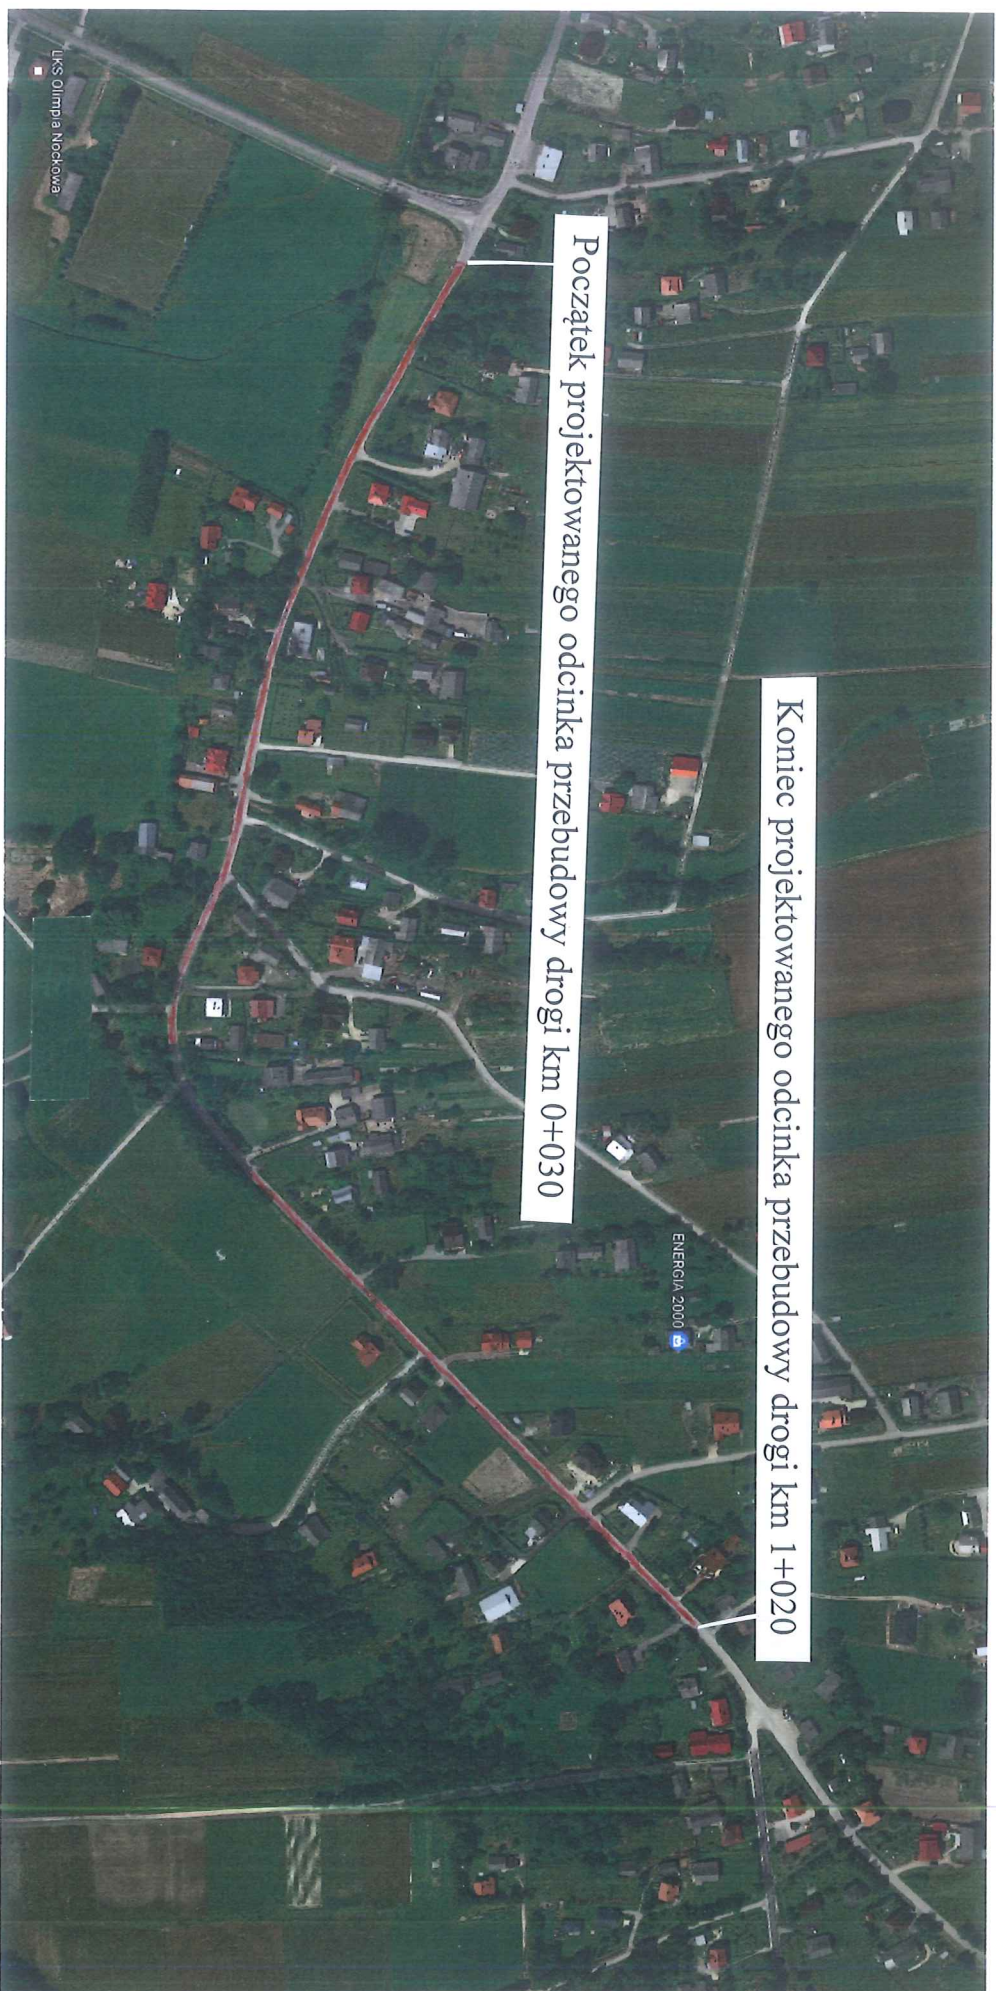 LKS Olimpia Nockowa
Początek projektowanego odcinka przebudowy drogi km 0+030
Koniec projektowanego odcinka przebudowy drogi km 1+020
ENERGIA 2000